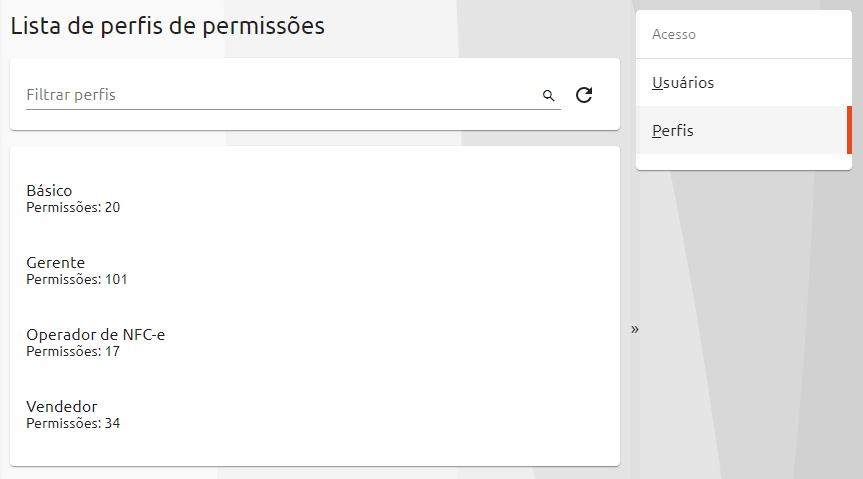 Lista de perfis de permissões
Filtrar perfis
Básico
Permissões: 20
Gerente
Permissões: 101
Operador de NFC-e
Permissões: 17
Vendedor
Permissões: 34
»
Acesso
Usuários
Perfis